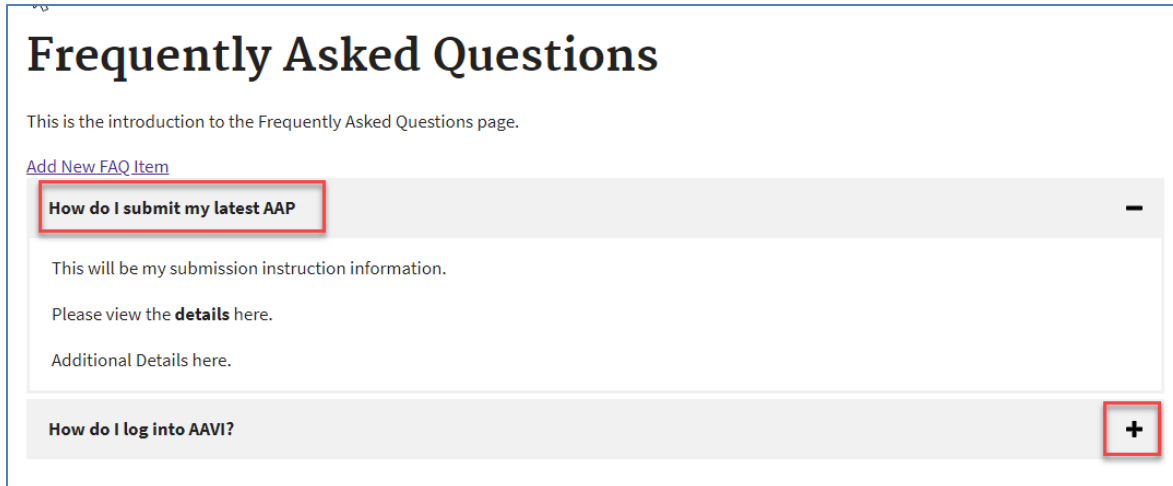 Frequently Asked Questions
This is the introduction to the Frequently Asked Questions page.
Add New FAQ Item
How do I submit my latest AAP
This will be my submission instruction information.
Please view the details here.
Additional Details here.
How do I log into AAVI?